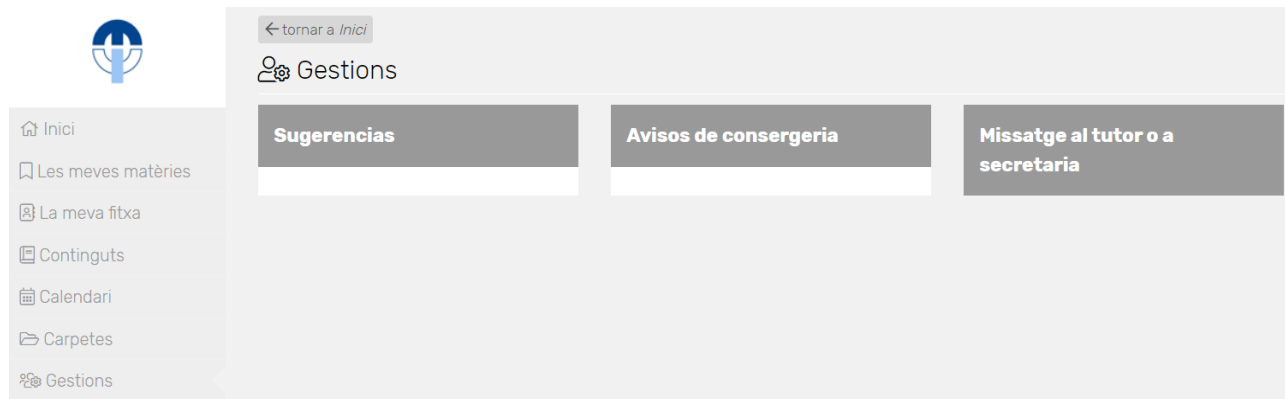 tornar a Inici
Gestions
Inici
Les meves matèries
La meva fitxa
Continguts
Calendari
Carpetes
Gestions
Sugerencias
Avisos de consergeria
Missatge al tutor o a
secretaria